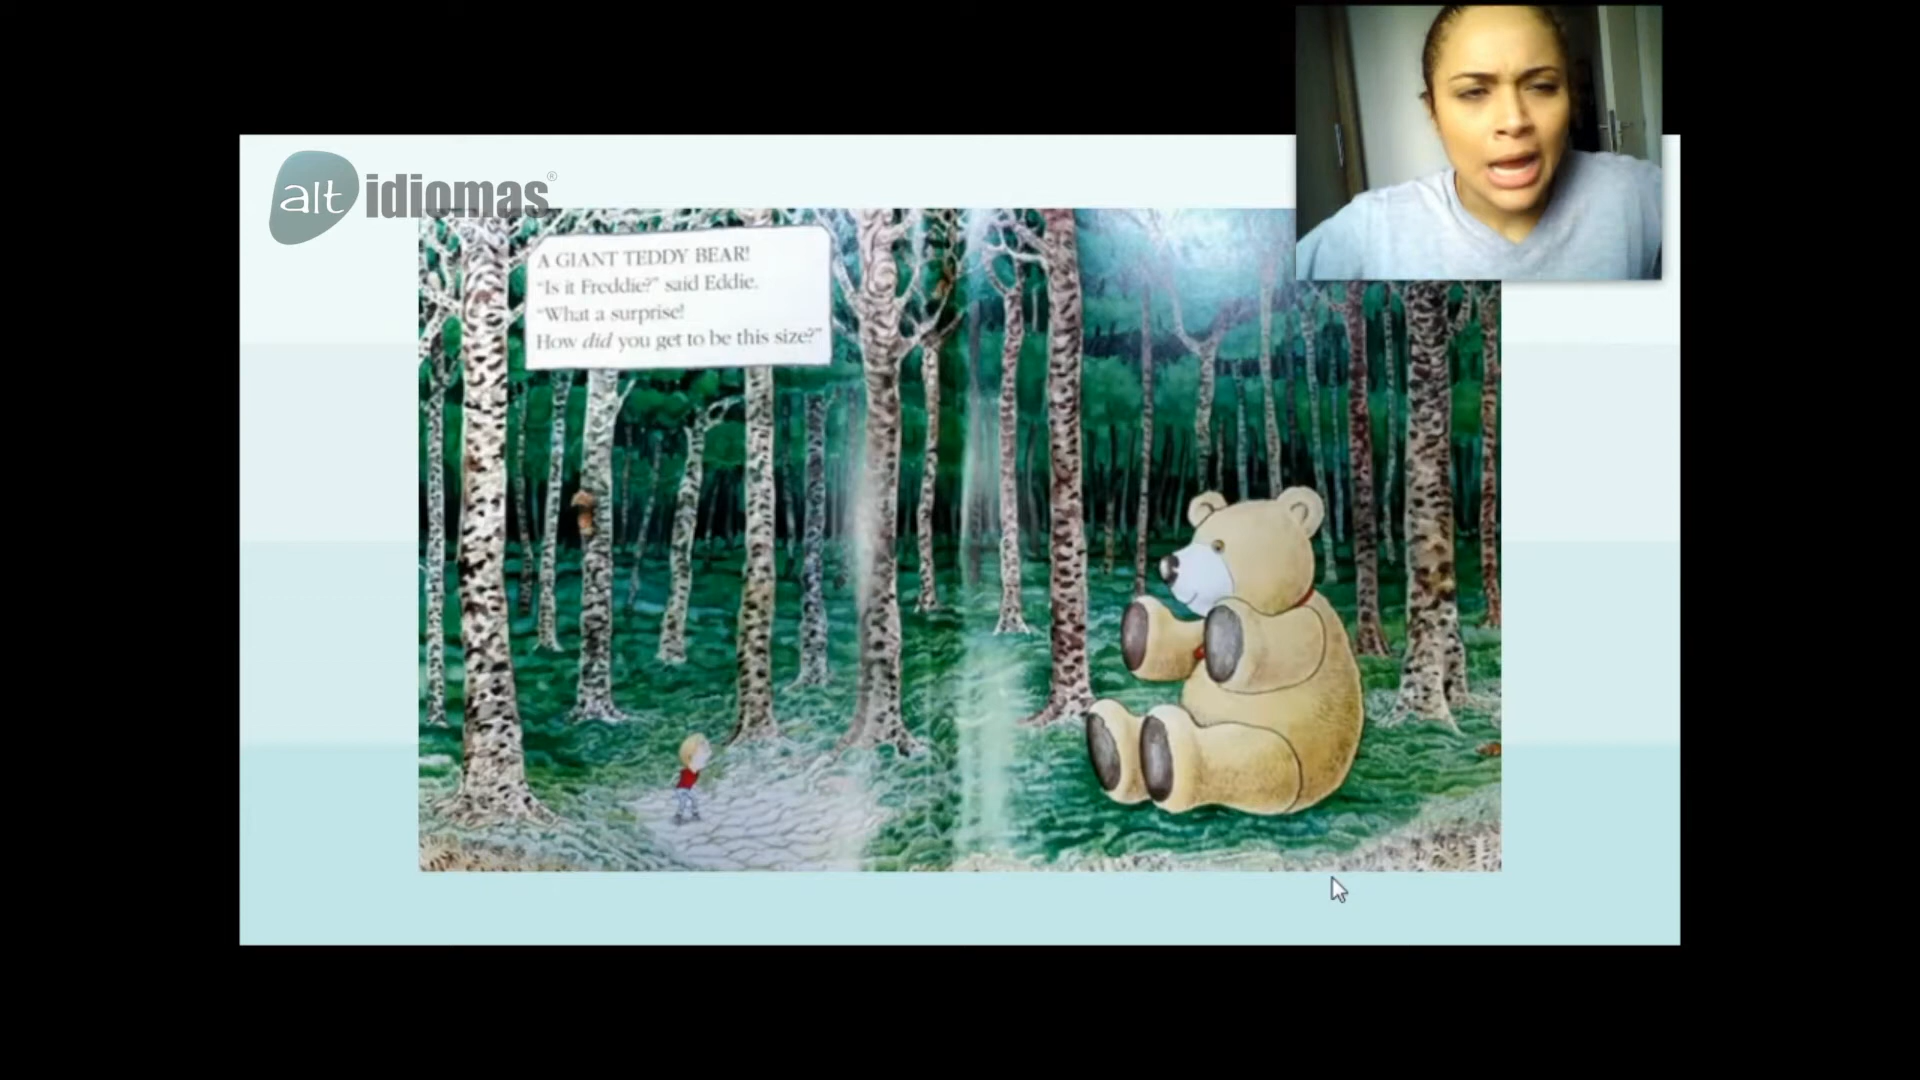 alt idiomas®
A GIANT TEDDY BEAR!
"Is it Freddie?" said Eddie.
"What a surprise!
How did you get to be this size?"